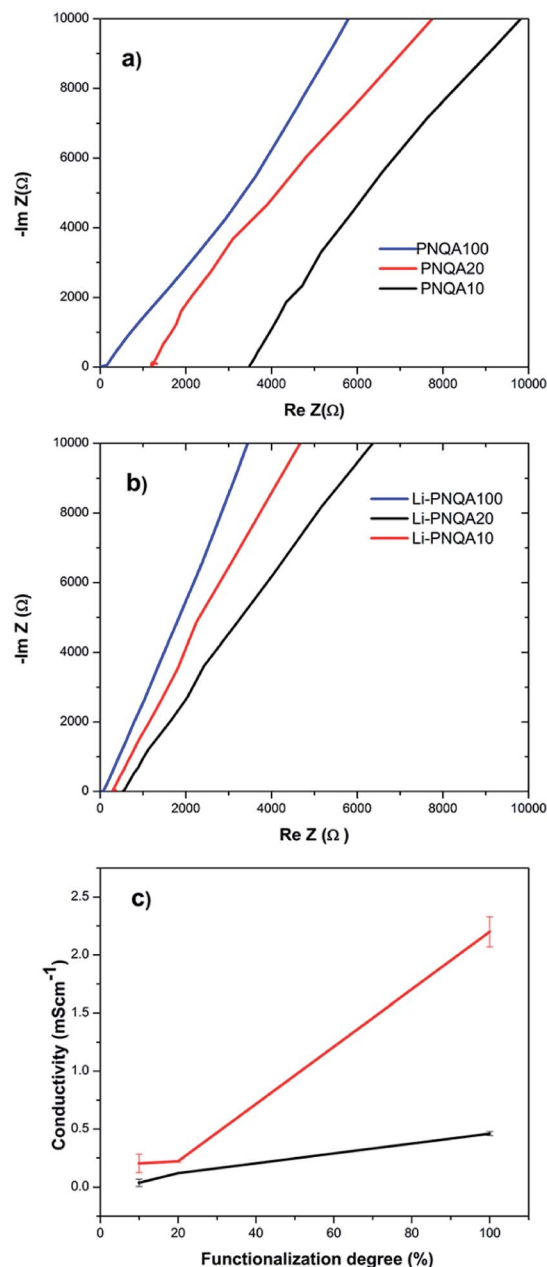 10000
a)
8000
6000
-Im Z(Ω)
4000
PNQA100
PNQA20
PNQA10
2000
0
0 2000 4000 6000 8000 10000
Re Z(Ω)
10000
b)
8000
Li-PNQA100
Li-PNQA20
Li-PNQA10
6000
-Im Z (Ω)
4000
2000
0
0 2000 4000 6000 8000 10000
Re Z (Ω )
c)
2.5
2.0
Conductivity (mScm-1)
1.5
1.0
0.5
0.0
0 20 40 60 80 100
Functionalization degree (%)